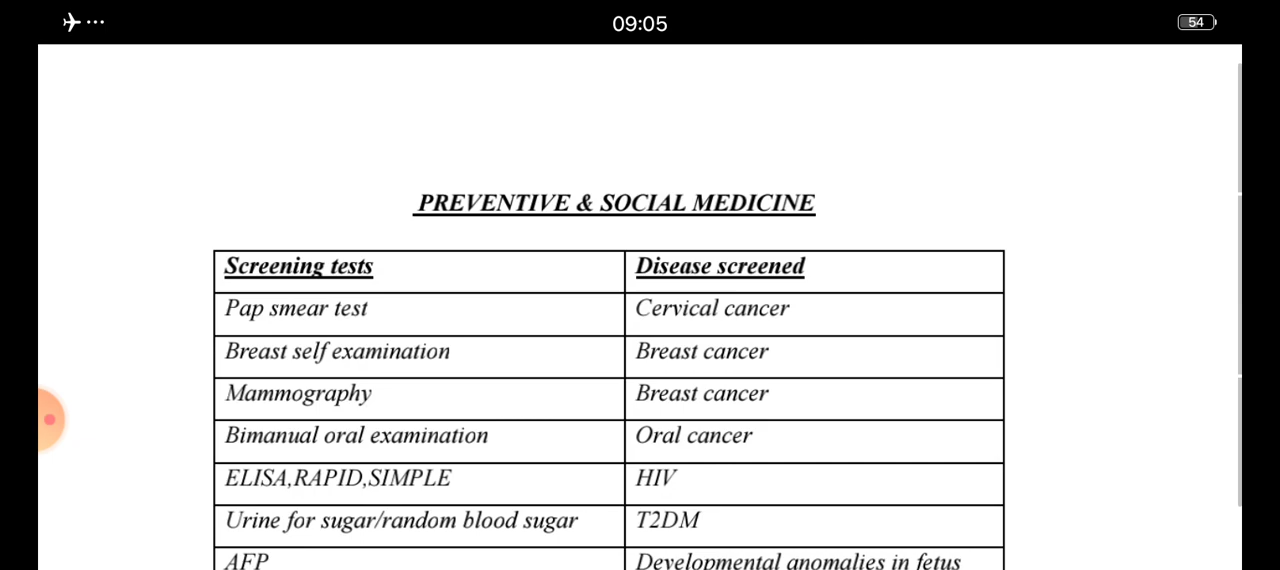 09:05
54
PREVENTIVE & SOCIAL MEDICINE
Screening tests Disease screened
Pap smear test Cervical cancer
Breast self examination Breast cancer
Mammography Breast cancer
Bimanual oral examination Oral cancer
ELISA,RAPID,SIMPLE HIV
Urine for sugar/random blood sugar T2DM
AFP Developmental anomalies in fetus